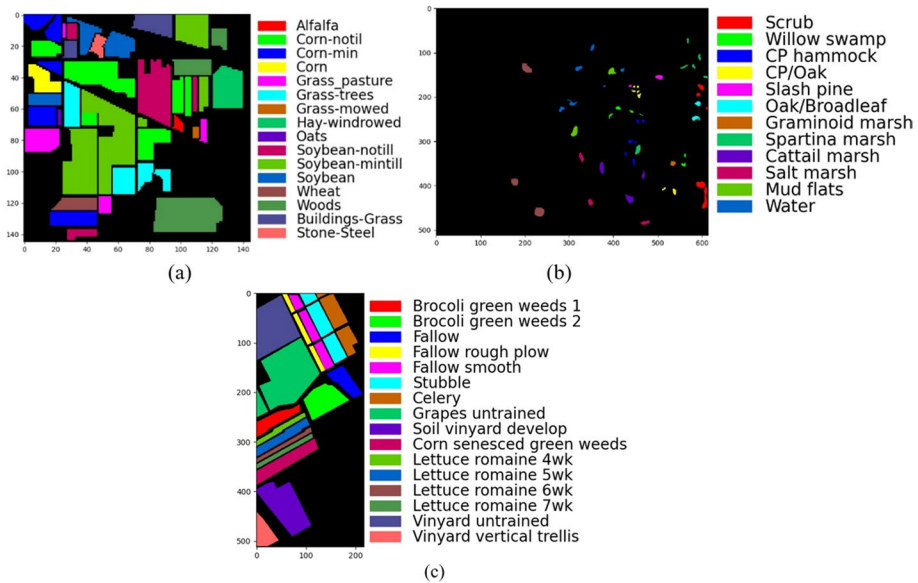 0
20
40
60
80
100
120
140
0 20 40 60 80 100 120 140
Alfalfa
Corn-notil
Corn-min
Corn
Grass_pasture
Grass-trees
Grass-mowed
Hay-windrowed
Oats
Soybean-notill
Soybean-mintill
Soybean
Wheat
Woods
Buildings-Grass
Stone-Steel
(a)
0
100
200
300
400
500
0 100 200 300 400 500 600
Scrub
Willow swamp
CP hammock
CP/Oak
Slash pine
Oak/Broadleaf
Graminoid marsh
Spartina marsh
Cattail marsh
Salt marsh
Mud flats
Water
(b)
0
100
200
300
400
500
0 100 200
Brocoli green weeds 1
Brocoli green weeds 2
Fallow
Fallow rough plow
Fallow smooth
Stubble
Celery
Grapes untrained
Soil vinyard develop
Corn senesced green weeds
Lettuce romaine 4wk
Lettuce romaine 5wk
Lettuce romaine 6wk
Lettuce romaine 7wk
Vinyard untrained
Vinyard vertical trellis
(c)